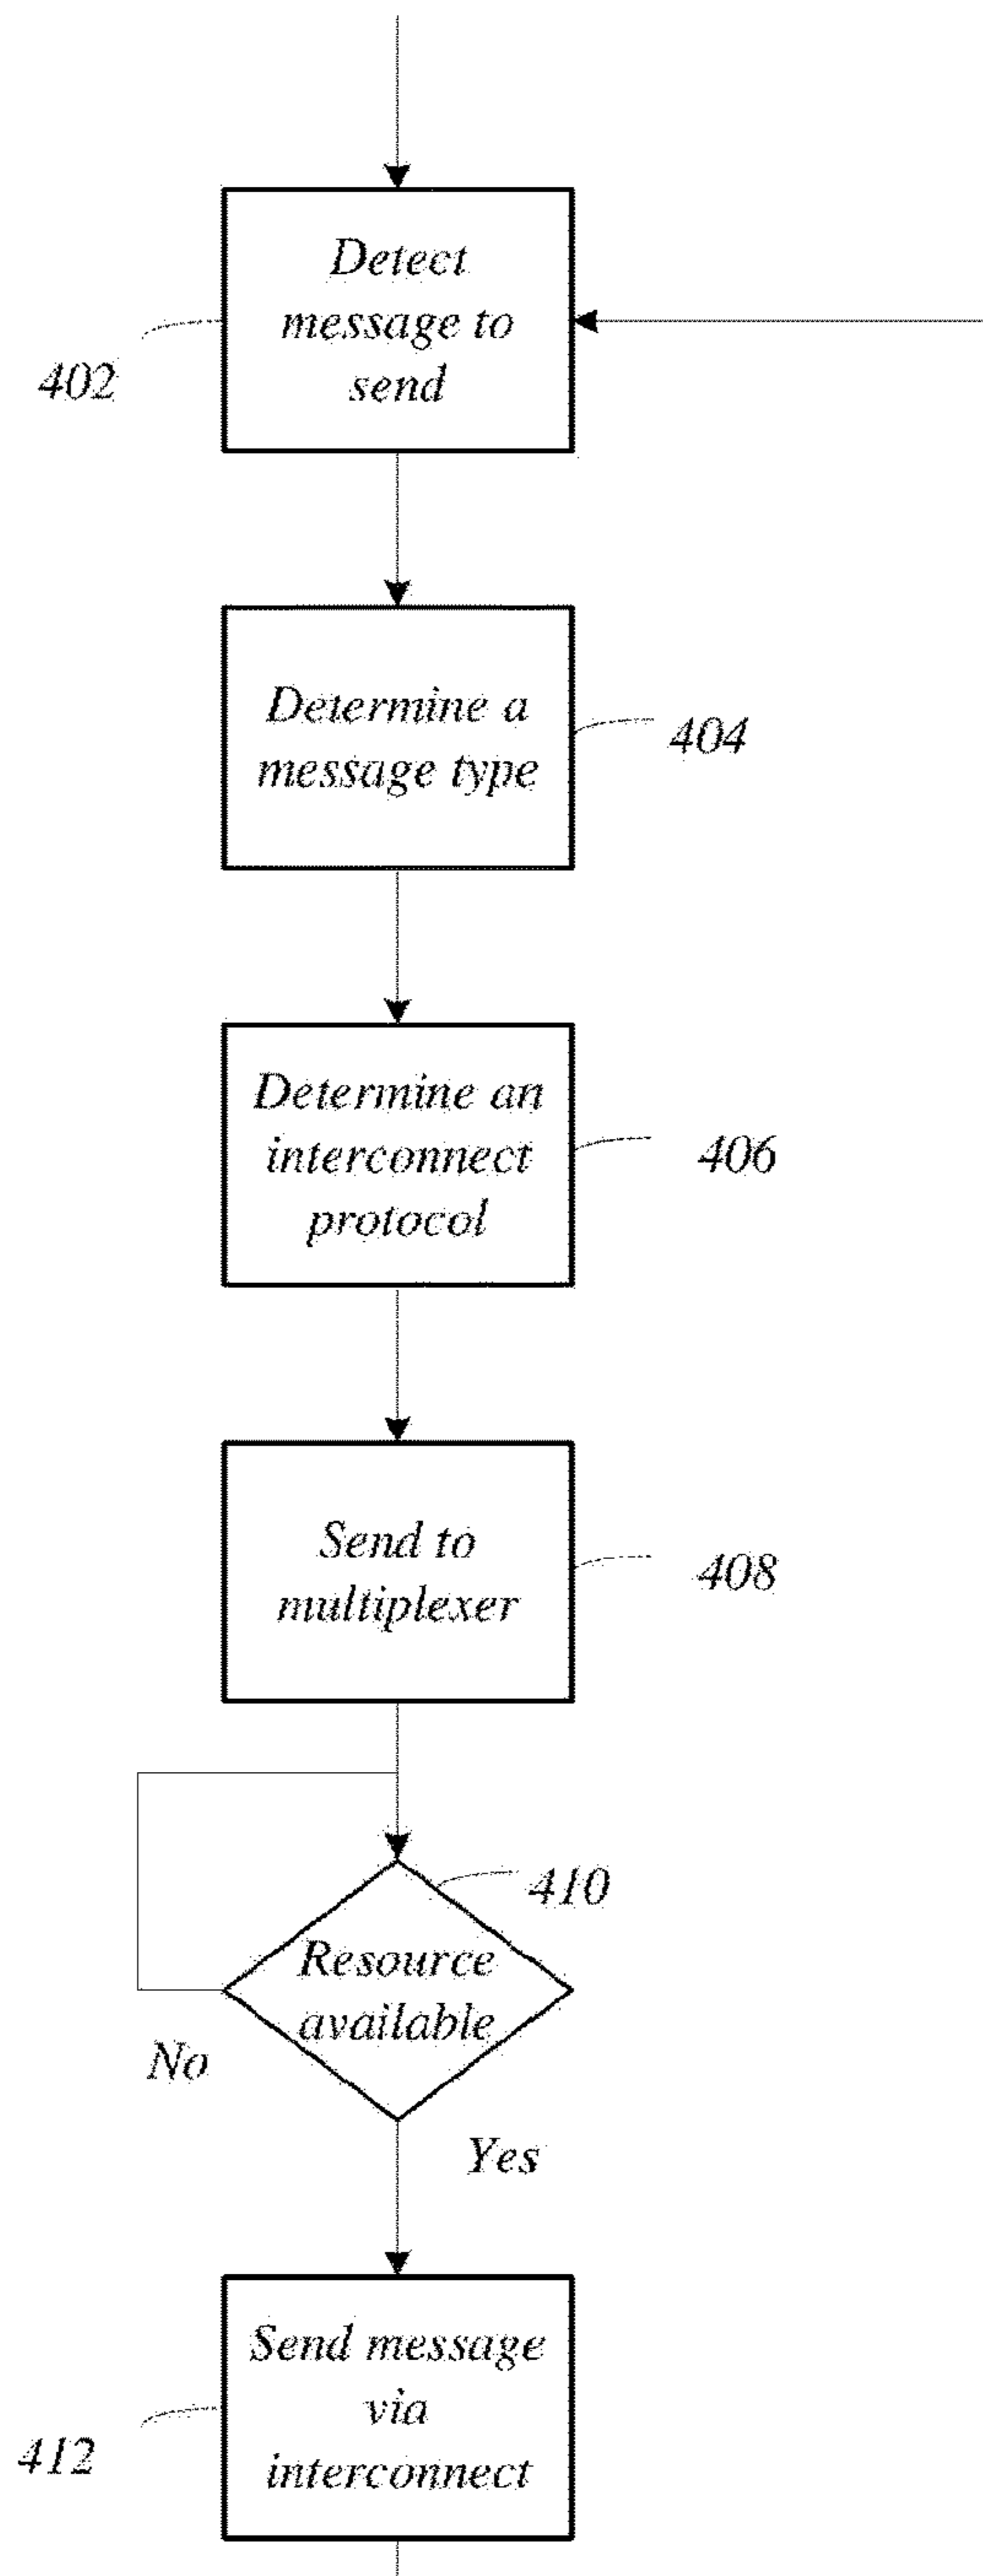 Detect
message to
send
402
Determine a
message type
404
Determine an
interconnect
protocol
406
Send to
multiplexer
408
410
Resource
available
No
Yes
Send message
via
interconnect
412